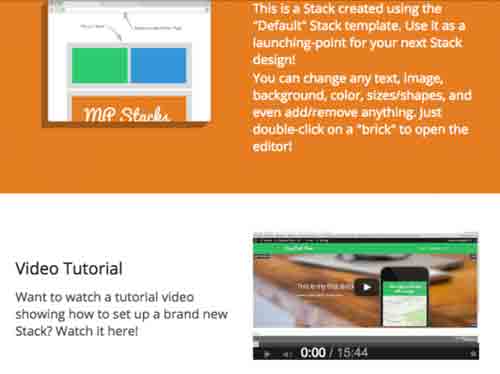 This is a Stack created using the
"Default" Stack template. Use it as a
launching-point for your next Stack
design!
You can change any text, image,
background, color, sizes/shapes, and
even add/remove anything. Just
double-click on a "brick" to open the
editor!
MP Stacks
Video Tutorial
Want to watch a tutorial video
showing how to set up a brand new
Stack? Watch it here!
This is my first Brick
0:00 / 15:44